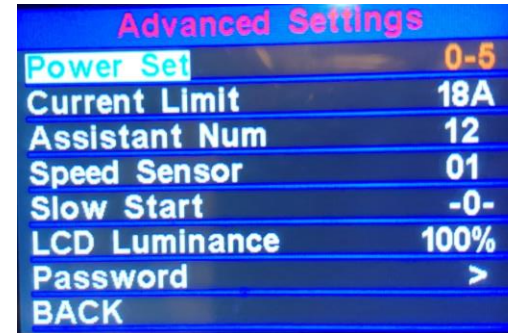 Advanced Settings
Power Set 0-5
Current Limit 18A
Assistant Num 12
Speed Sensor 01
Slow Start -0-
LCD Luminance 100%
Password >
BACK